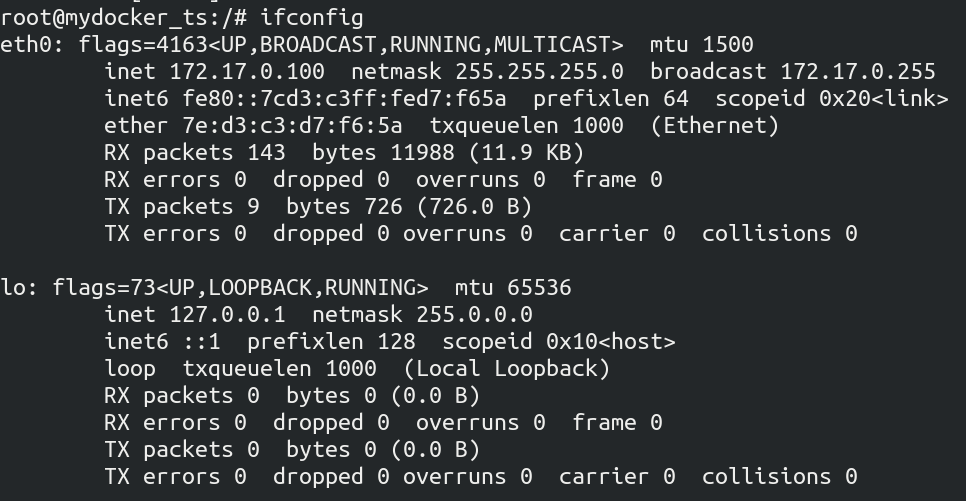 root@mydocker_ts:/# ifconfig
eth0: flags=4163<UP,BROADCAST,RUNNING,MULTICAST>  mtu 1500
        inet 172.17.0.100  netmask 255.255.255.0  broadcast 172.17.0.255
        inet6 fe80::7cd3:c3ff:fed7:f65a  prefixlen 64  scopeid 0x20<link>
        ether 7e:d3:c3:d7:f6:5a  txqueuelen 1000  (Ethernet)
        RX packets 143  bytes 11988 (11.9 KB)
        RX errors 0  dropped 0  overruns 0  frame 0
        TX packets 9  bytes 726 (726.0 B)
        TX errors 0  dropped 0 overruns 0  carrier 0  collisions 0

lo: flags=73<UP,LOOPBACK,RUNNING>  mtu 65536
        inet 127.0.0.1  netmask 255.0.0.0
        inet6 ::1  prefixlen 128  scopeid 0x10<host>
        loop  txqueuelen 1000  (Local Loopback)
        RX packets 0  bytes 0 (0.0 B)
        RX errors 0  dropped 0  overruns 0  frame 0
        TX packets 0  bytes 0 (0.0 B)
        TX errors 0  dropped 0 overruns 0  carrier 0  collisions 0